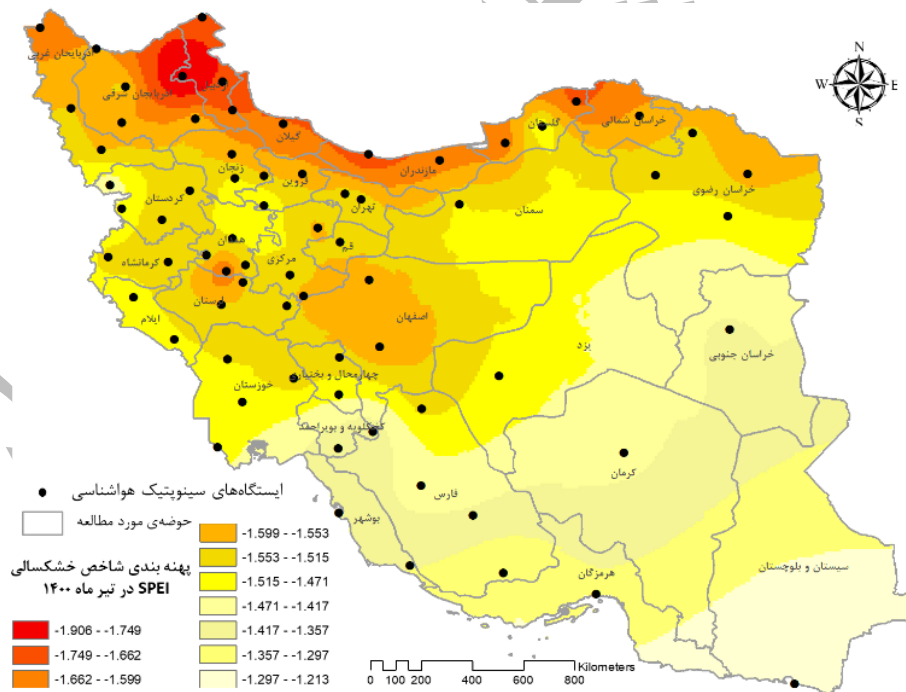 N
W E
S
آذربایجان غربی
آذربایجان شرقی
اردبیل
گیلان
مازندران
گلستان
خراسان شمالی
خراسان رضوی
زنجان
قزوین
تهران
سمنان
کردستان
همدان
قم
مرکزی
کرمانشاه
لرستان
ایلام
اصفهان
یزد
خراسان جنوبی
خوزستان
چهارمحال و بختیاری
کهگیلویه و بویراحمد
فارس
کرمان
بوشهر
هرمزگان
سیستان و بلوچستان
ایستگاه‌های سینوپتیک هواشناسی
حوضه‌ی مورد مطالعه
پهنه بندی شاخص خشکسالی
SPEI در تیر ماه ۱۴۰۰
-1.906 - -1.749
-1.749 - -1.662
-1.662 - -1.599
-1.599 - -1.553
-1.553 - -1.515
-1.515 - -1.471
-1.471 - -1.417
-1.417 - -1.357
-1.357 - -1.297
-1.297 - -1.213
Kilometers
0 100 200 400 600 800